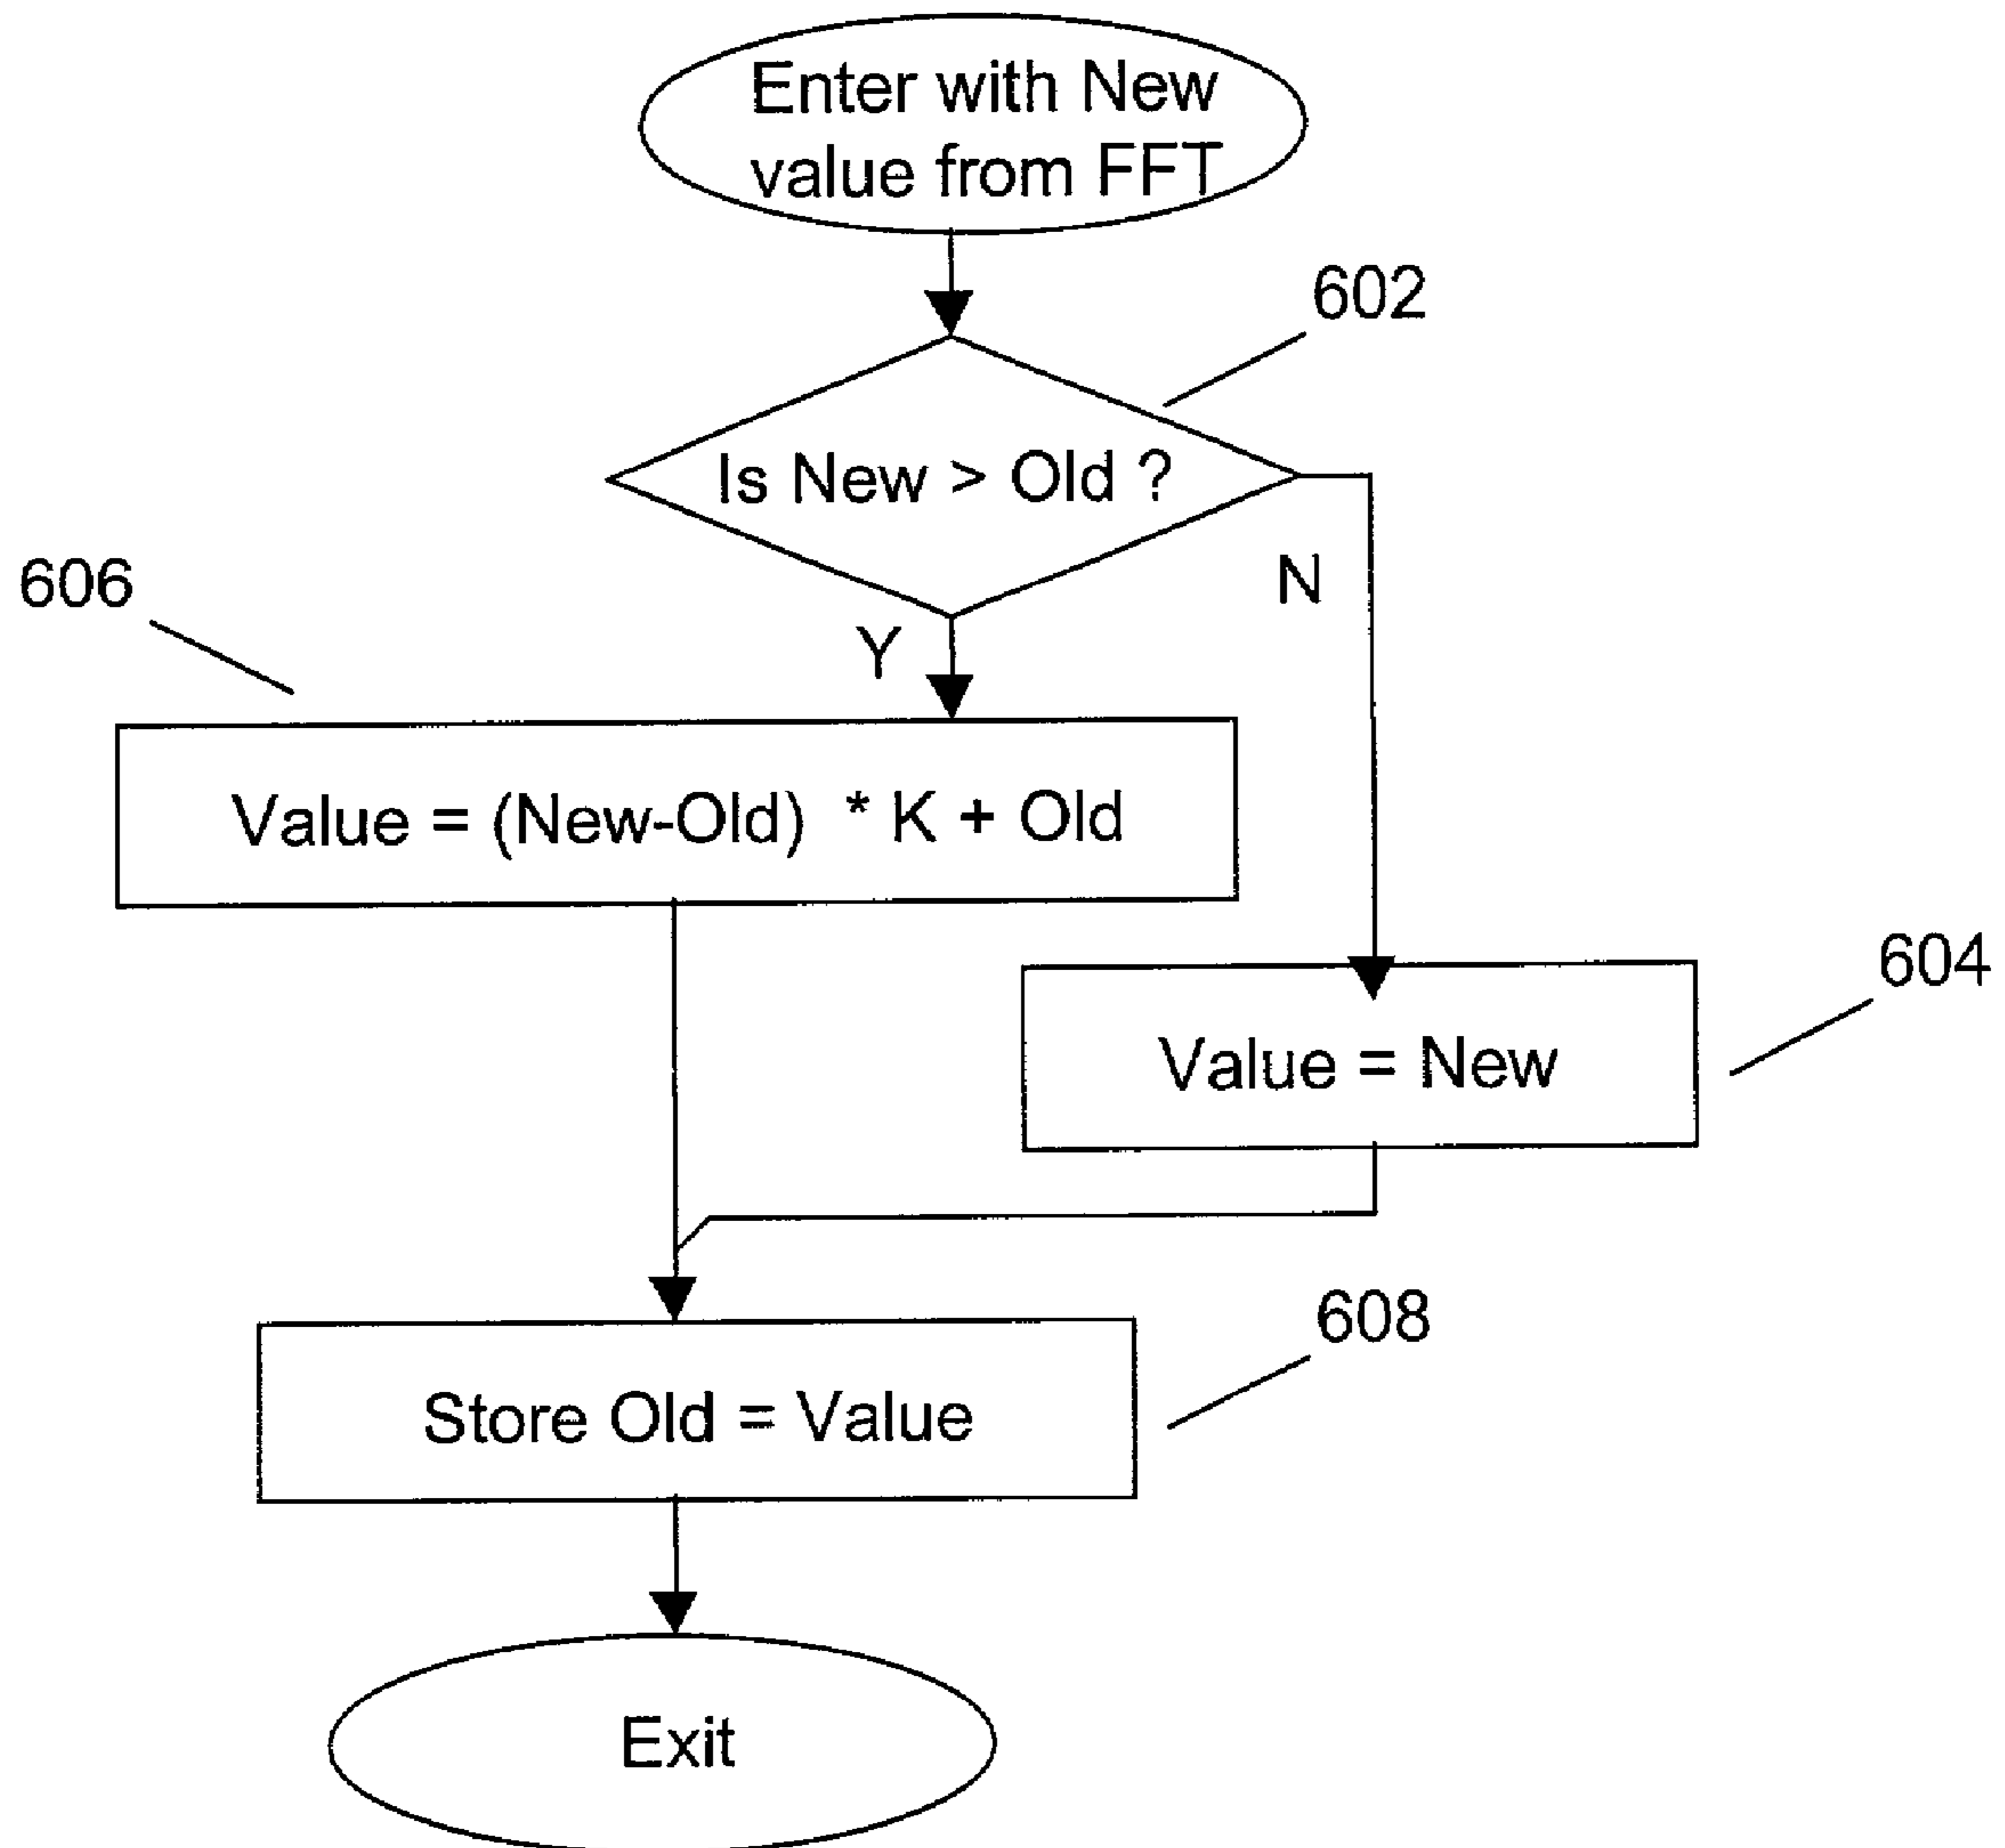 Enter with New
value from FFT
602
Is New > Old ?
N
606
Y
Value = (New-Old) * K + Old
604
Value = New
608
Store Old = Value
Exit